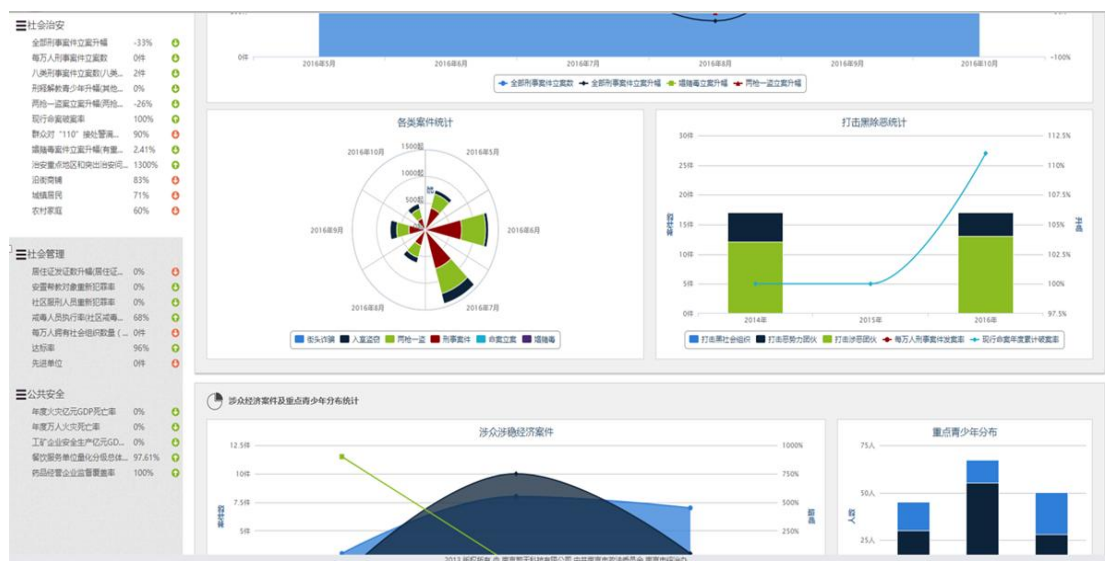 社会治安
全部刑事案件立案升幅 -33%
每万人刑事案件立案数 0件
八类刑事案件立案数(八类... 2件
刑释解教青少年升幅(其他... 0%
两抢一盗案立案升幅(两抢... -26%
现行命案破案率 100%
群众对“110”接处警满... 90%
娼赌毒案件立案升幅(有重... 2.41%
治安重点地区和突出治安问... 1300%
沿街商铺 83%
城镇居民 71%
农村家庭 60%
社会管理
居住证发证数升幅(居住证... 0%
安置帮教对象重新犯罪率 0%
社区服刑人员重新犯罪率 0%
戒毒人员执行率(社区戒毒... 68%
每万人拥有社会组织数量 (... 0件
达标率 96%
先进单位 0件
公共安全
年度火灾亿元GDP死亡率 0%
年度万人火灾死亡率 0%
工矿企业安全生产亿元GD... 0%
餐饮服务单位量化分级总体... 97.61%
药品经营企业监督覆盖率 100%
0件 -100%
2016年5月 2016年6月 2016年7月 2016年8月 2016年9月 2016年10月
全部刑事案件立案数 全部刑事案件立案升幅 娼赌毒立案升幅 两抢一盗立案升幅
各类案件统计
1500起
1000起
500起
2016年10月 2016年5月
2016年9月 2016年6月
2016年8月 2016年7月
街头诈骗 入室盗窃 两抢一盗 刑事案件 命案立案 娼赌毒
打击黑除恶统计
30件 112.5%
25件 110%
20件 107.5%
15件 105%
10件 102.5%
5件 100%
0件 97.5%
2014年 2015年 2016年
打击黑社会组织 打击恶势力团伙 打击涉恶团伙 每万人刑事案件发案率 现行命案年度累计破案率
涉众经济案件及重点青少年分布统计
涉众涉稳经济案件
12.5件 1000%
10件 750%
7.5件 500%
5件 250%
重点青少年分布
75人
50人
25人